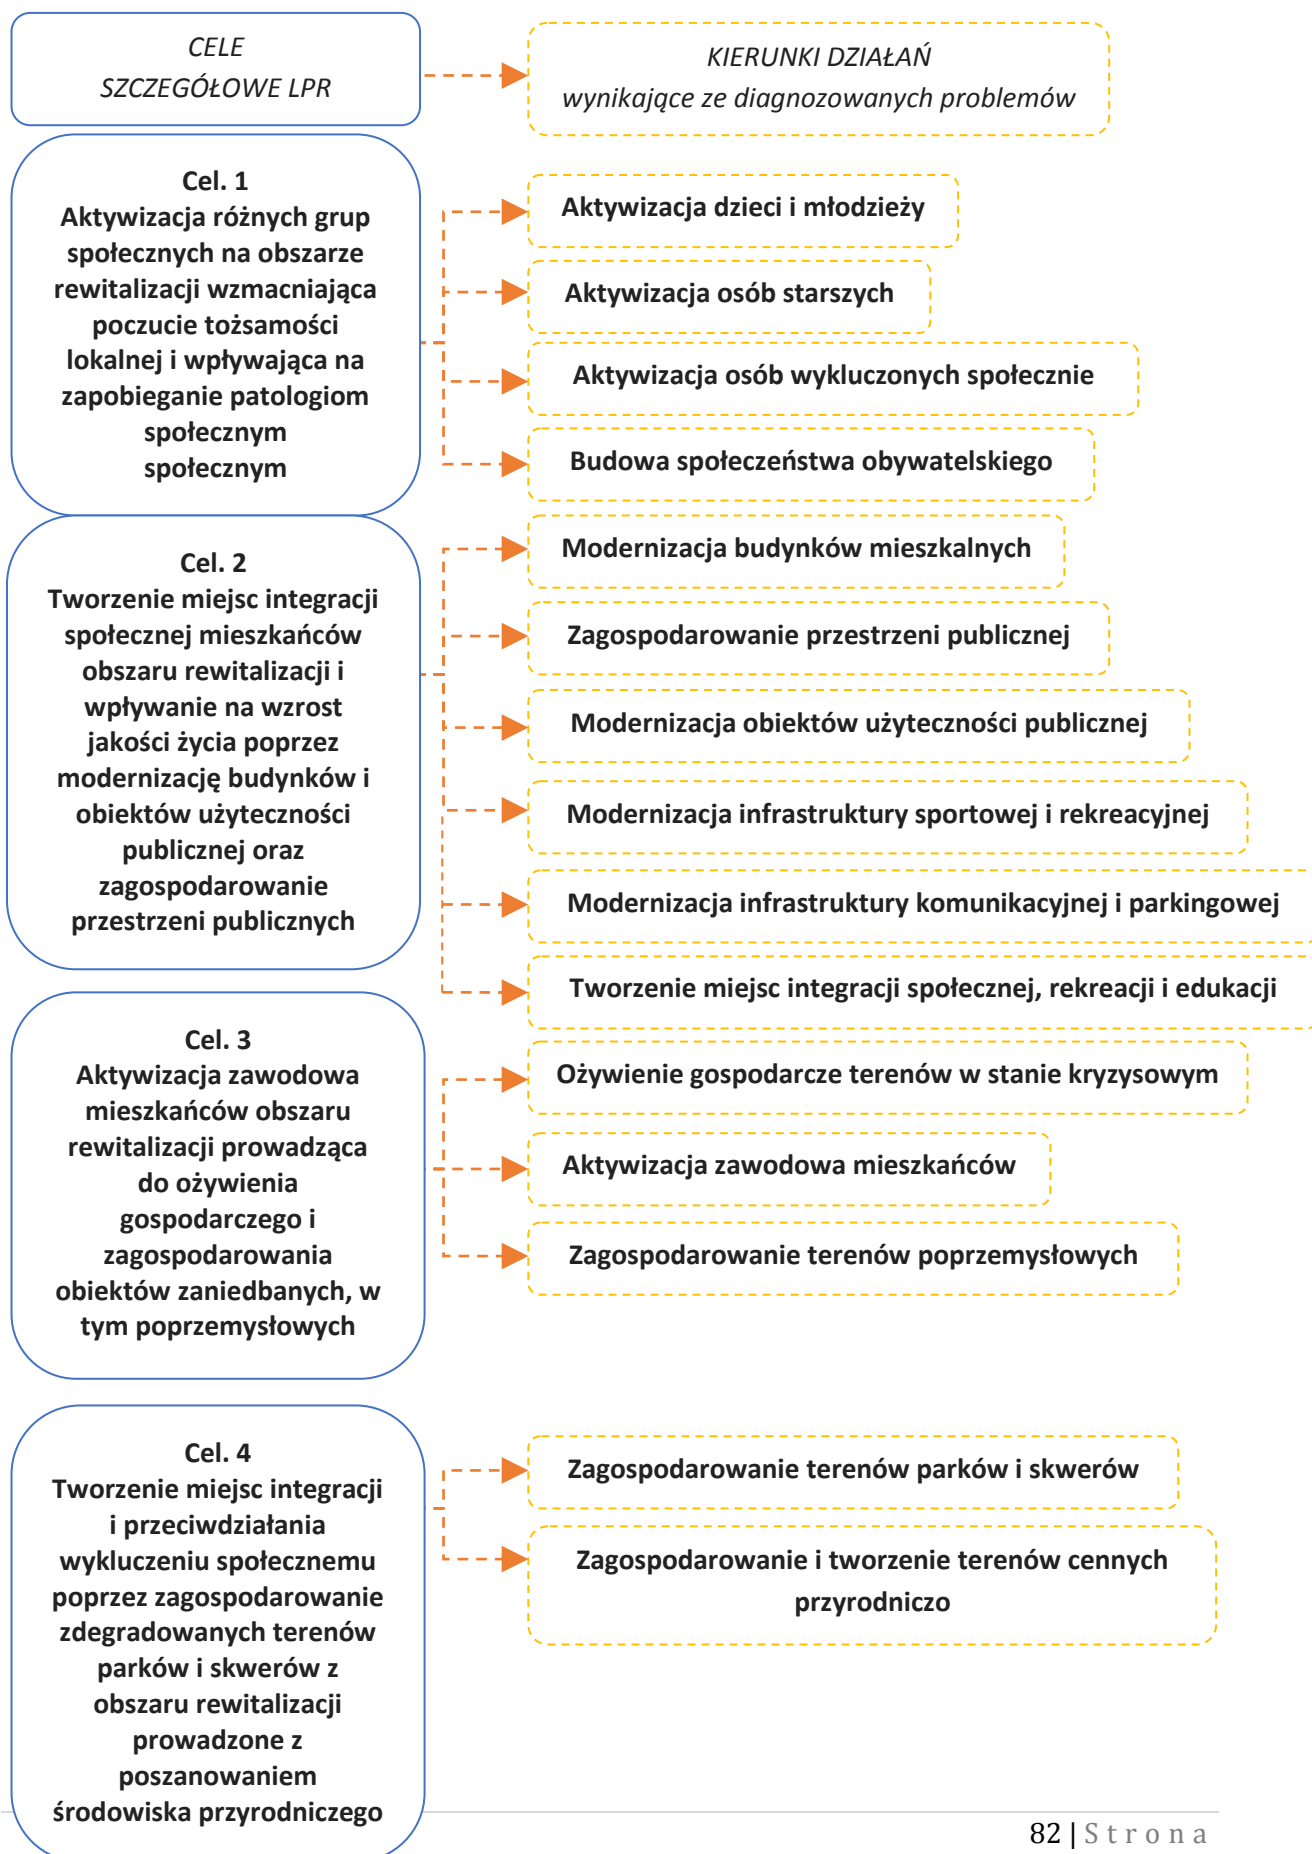 CELE
SZCZEGÓŁOWE LPR
KIERUNKI DZIAŁAŃ
wynikające ze diagnozowanych problemów
Cel. 1
Aktywizacja różnych grup
społecznych na obszarze
rewitalizacji wzmacniająca
poczucie tożsamości
lokalnej i wpływająca na
zapobieganie patologiom
społecznym
społecznym
Aktywizacja dzieci i młodzieży
Aktywizacja osób starszych
Aktywizacja osób wykluczonych społecznie
Budowa społeczeństwa obywatelskiego
Cel. 2
Tworzenie miejsc integracji
społecznej mieszkańców
obszaru rewitalizacji i
wpływanie na wzrost
jakości życia poprzez
modernizację budynków i
obiektów użyteczności
publicznej oraz
zagospodarowanie
przestrzeni publicznych
Modernizacja budynków mieszkalnych
Zagospodarowanie przestrzeni publicznej
Modernizacja obiektów użyteczności publicznej
Modernizacja infrastruktury sportowej i rekreacyjnej
Modernizacja infrastruktury komunikacyjnej i parkingowej
Tworzenie miejsc integracji społecznej, rekreacji i edukacji
Cel. 3
Aktywizacja zawodowa
mieszkańców obszaru
rewitalizacji prowadząca
do ożywienia
gospodarczego i
zagospodarowania
obiektów zaniedbanych, w
tym poprzemysłowych
Ożywienie gospodarcze terenów w stanie kryzysowym
Aktywizacja zawodowa mieszkańców
Zagospodarowanie terenów poprzemysłowych
Cel. 4
Tworzenie miejsc integracji
i przeciwdziałania
wykluczeniu społecznemu
poprzez zagospodarowanie
zdegradowanych terenów
parków i skwerów z
obszaru rewitalizacji
prowadzone z
poszanowaniem
środowiska przyrodniczego
Zagospodarowanie terenów parków i skwerów
Zagospodarowanie i tworzenie terenów cennych
przyrodniczo
82 | Strona